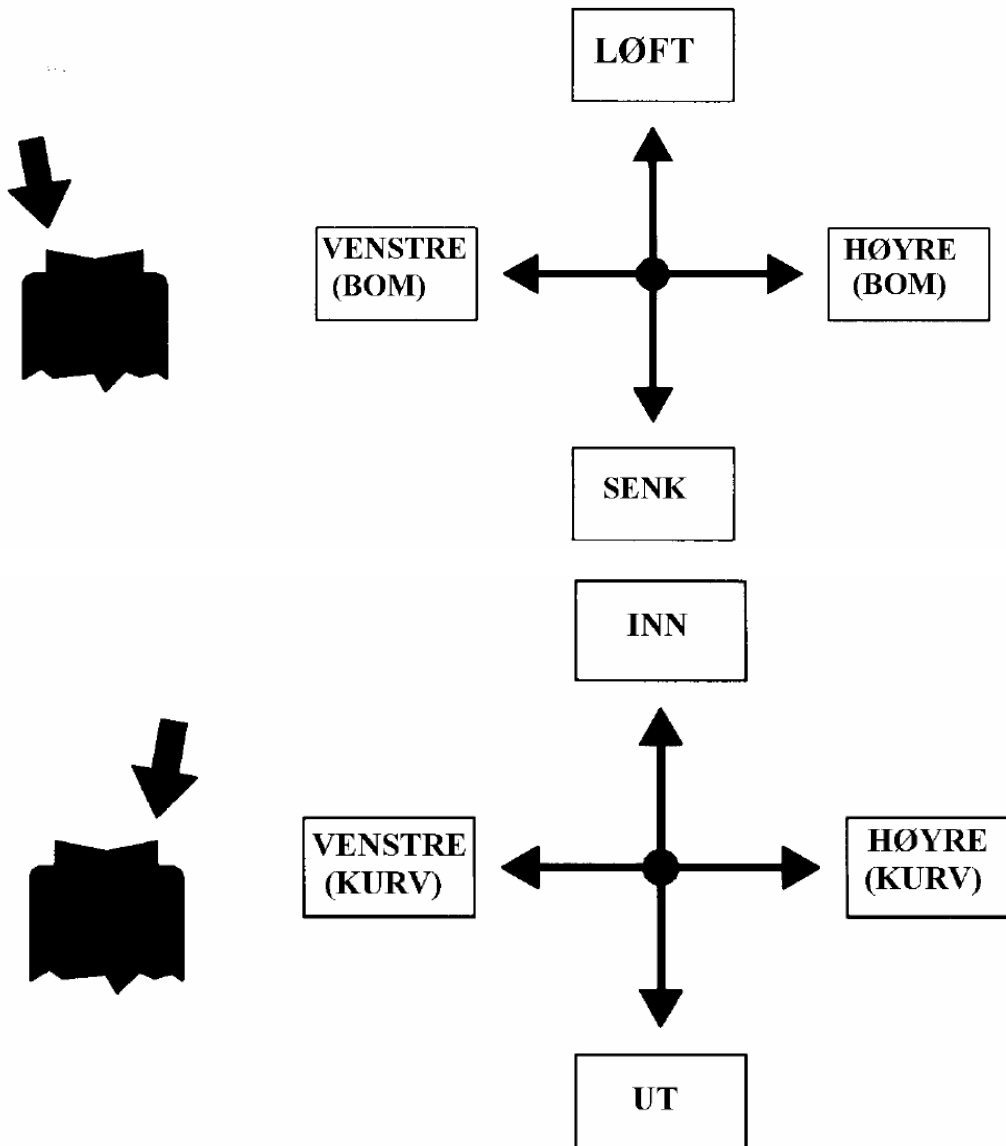 LØFT
VENSTRE
(BOM)
HØYRE
(BOM)
SENK
INN
VENSTRE
(KURV)
HØYRE
(KURV)
UT